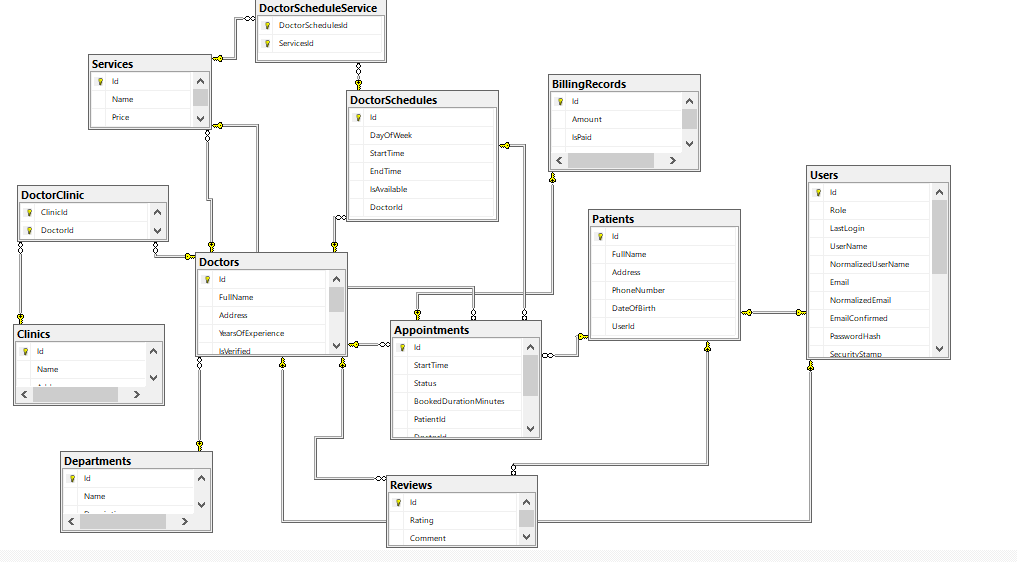 DoctorScheduleService
DoctorSchedulesId
ServicesId
Services
Id
Name
Price
DoctorSchedules
Id
DayOfWeek
StartTime
EndTime
IsAvailable
DoctorId
BillingRecords
Id
Amount
IsPaid
Users
Id
Role
LastLogin
UserName
NormalizedUserName
Email
NormalizedEmail
EmailConfirmed
PasswordHash
SecurityStamp
DoctorClinic
ClinicId
DoctorId
Patients
Id
FullName
Address
PhoneNumber
DateOfBirth
UserId
Doctors
Id
FullName
Address
YearsOfExperience
IsVerified
Clinics
Id
Name
Appointments
Id
StartTime
Status
BookedDurationMinutes
PatientId
DoctorId
Departments
Id
Name
Reviews
Id
Rating
Comment